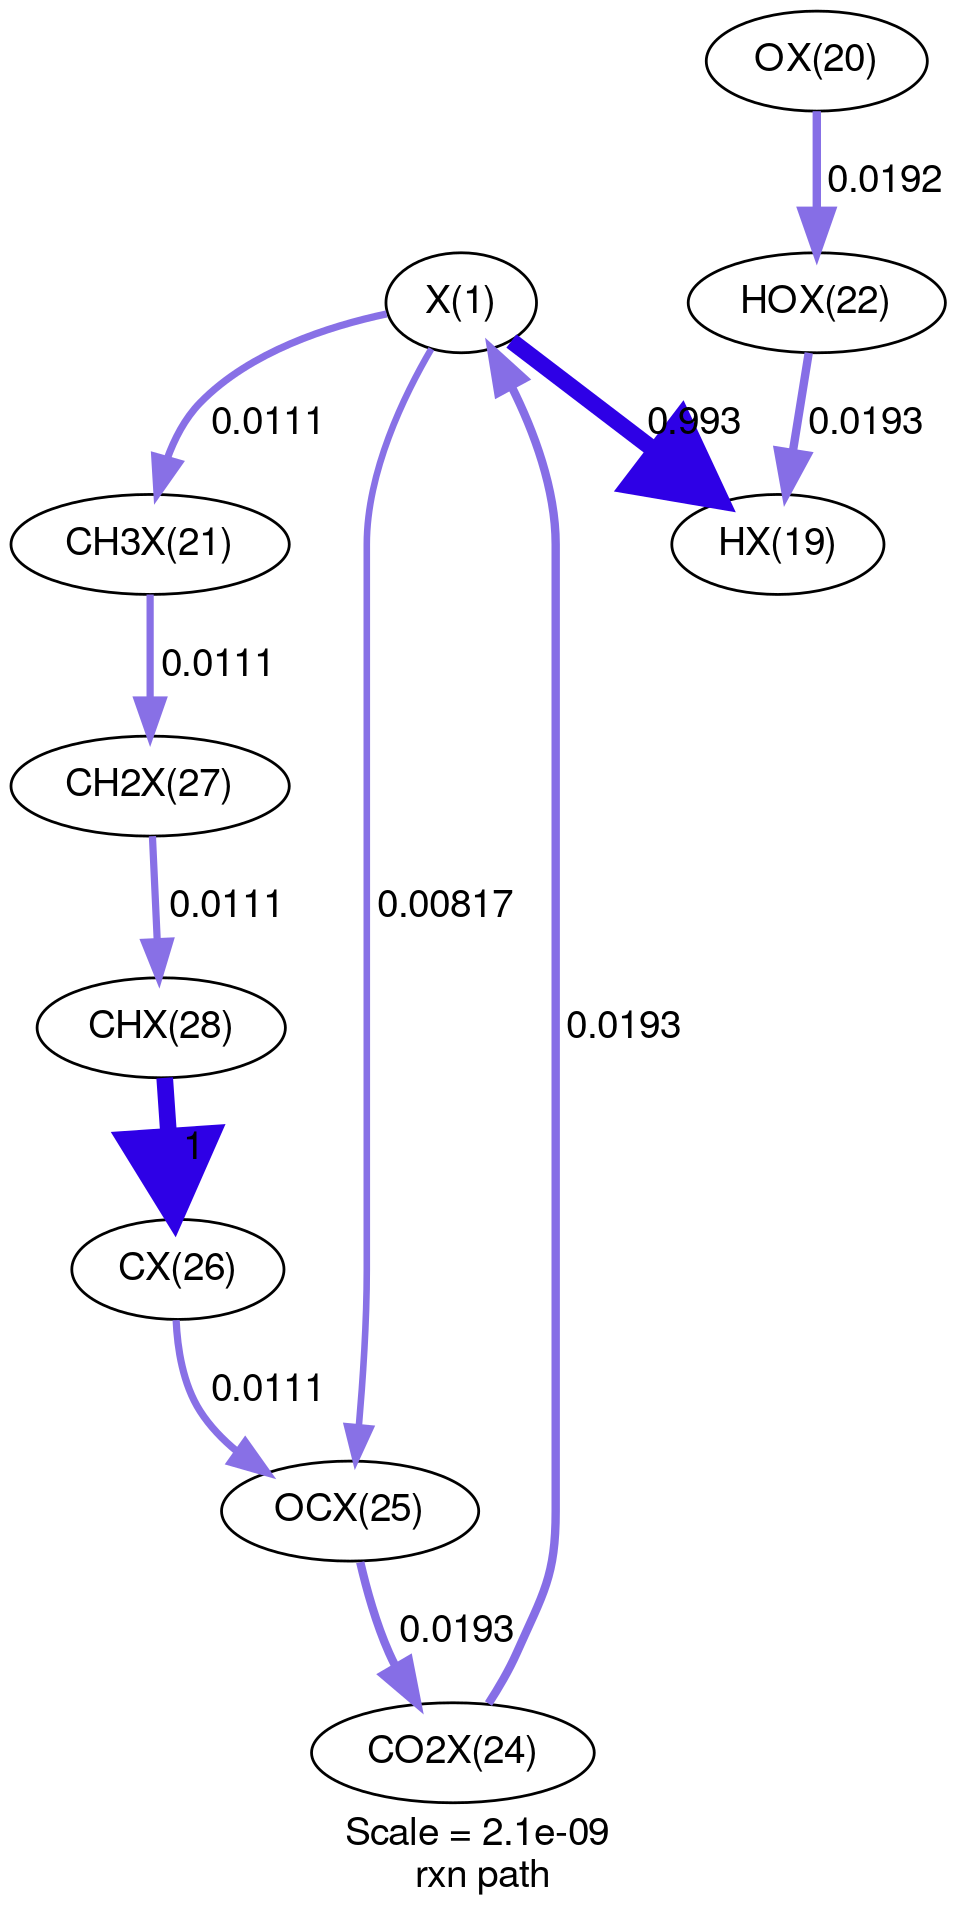 OX(20)
0.0192
X(1)
HOX(22)
0.0111
0.993
0.0193
CH3X(21)
HX(19)
0.0111
CH2X(27)
0.0111
0.00817
CHX(28)
0.0193
1
CX(26)
0.0111
OCX(25)
0.0193
CO2X(24)
Scale = 2.1e-09
rxn path